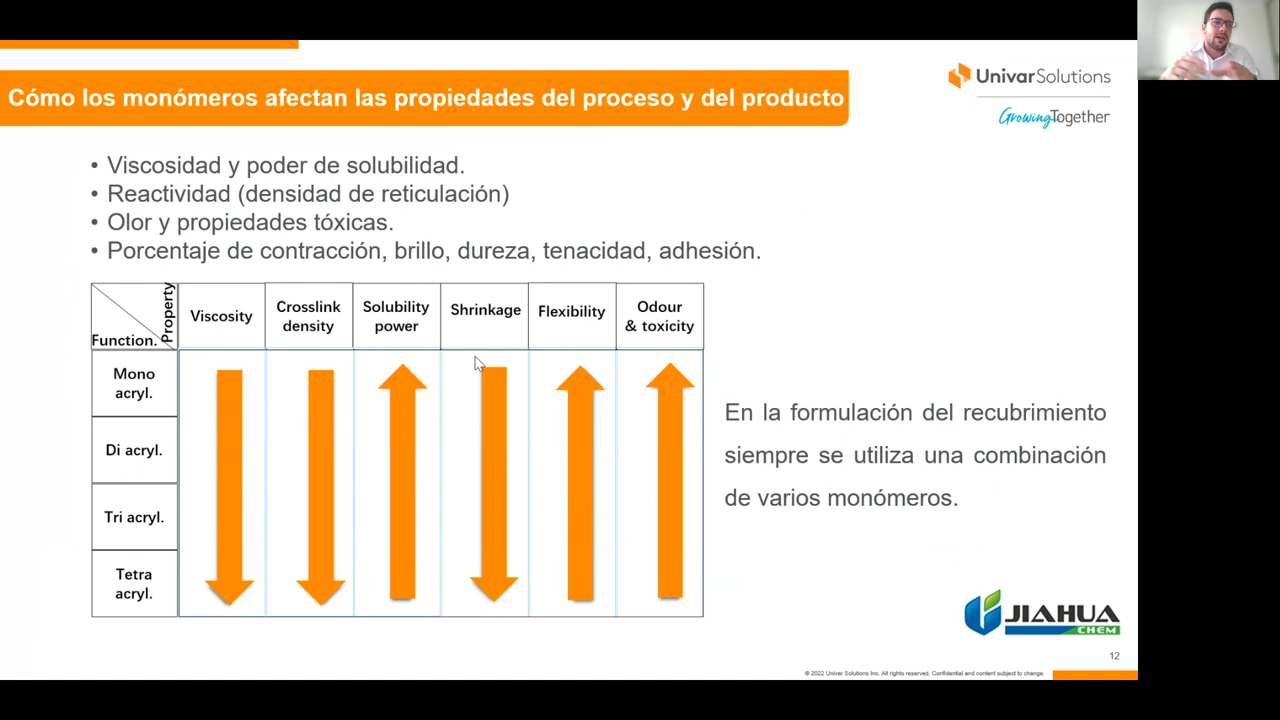 Cómo los monómeros afectan las propiedades del proceso y del producto
UnivarSolutions
GrowingTogether
• Viscosidad y poder de solubilidad.
• Reactividad (densidad de reticulación)
• Olor y propiedades tóxicas.
• Porcentaje de contracción, brillo, dureza, tenacidad, adhesión.
Property
Function.
Viscosity
Crosslink
density
Solubility
power
Shrinkage
Flexibility
Odour
& toxicity
Mono
acryl.
Di acryl.
Tri acryl.
Tetra
acryl.
En la formulación del recubrimiento
siempre se utiliza una combinación
de varios monómeros.
JIAHUA
CHEM
12
© 2022 Univar Solutions Inc. All rights reserved. Confidential and content subject to change.